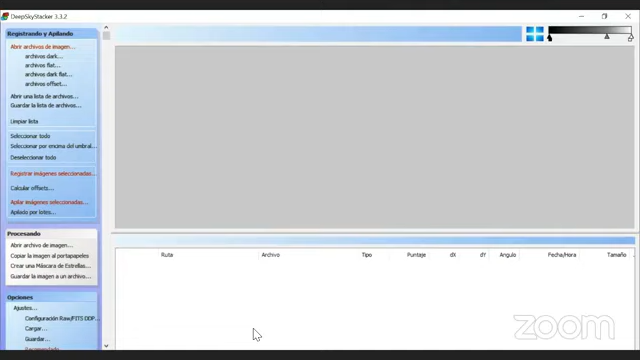 DeepSkyStacker 3.3.2
Registrando y Apilando
Abrir archivos de imagen...
archivos dark...
archivos flat...
archivos dark flat...
archivos offset...
Abrir una lista de archivos...
Guardar la lista de archivos...
Limpiar lista
Seleccionar todo
Seleccionar por encima del umbral...
Deseleccionar todo
Registrar imágenes seleccionadas...
Calcular offsets...
Apilar imágenes seleccionadas...
Apilado por lotes...
Procesando
Abrir archivo de imagen...
Copiar la imagen al portapapeles
Crear una Máscara de Estrellas...
Guardar la imagen a un archivo...
Opciones
Ajustes...
Configuración Raw/FITS DDP...
Cargar...
Guardar...
Recomendado
Ruta Archivo Tipo Puntaje dX dY Angulo Fecha/Hora Tamaño
zoom